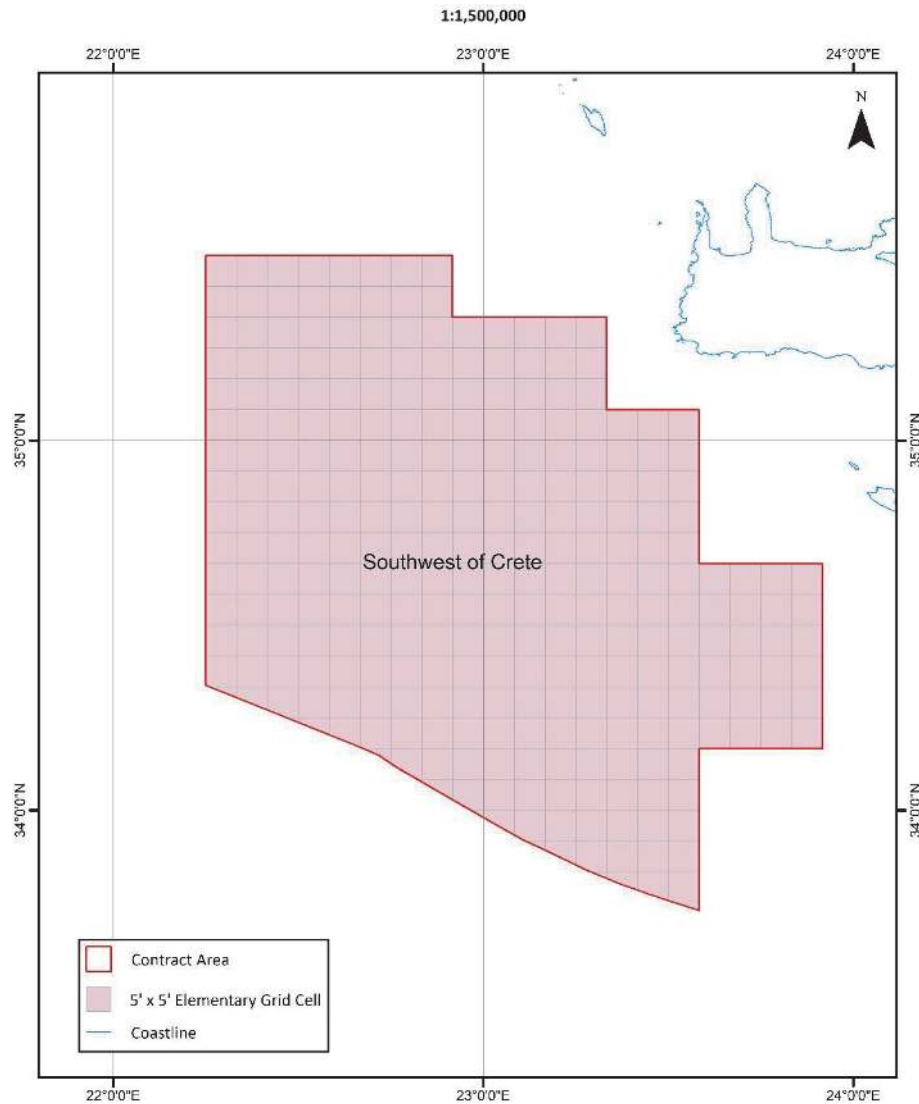 1:1,500,000
22°0'0"E 23°0'0"E 24°0'0"E
N
35°0'0"N 35°0'0"N
Southwest of Crete
34°0'0"N 34°0'0"N
Contract Area
5' x 5' Elementary Grid Cell
Coastline
22°0'0"E 23°0'0"E 24°0'0"E